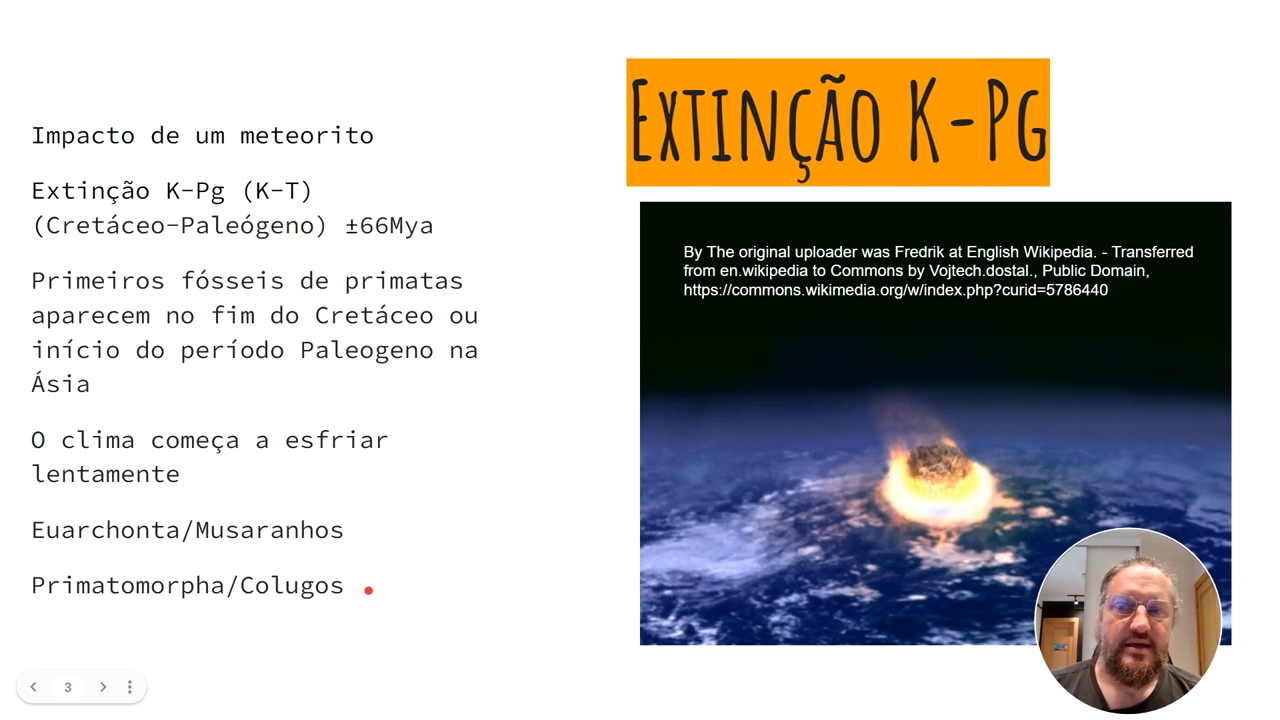 Extinção K-Pg
Impacto de um meteorito
Extinção K-Pg (K-T)
(Cretáceo-Paleógeno) ±66Mya
Primeiros fósseis de primatas
aparecem no fim do Cretáceo ou
início do período Paleogeno na
Ásia
O clima começa a esfriar
lentamente
Euarchonta/Musaranhos
Primatomorpha/Colugos
By The original uploader was Fredrik at English Wikipedia. - Transferred
from en.wikipedia to Commons by Vojtech.dostal., Public Domain,
https://commons.wikimedia.org/w/index.php?curid=5786440
3